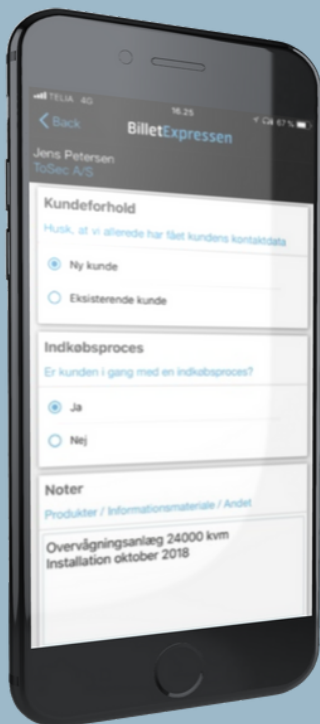 TELIA 4G 16.25 67 %
Back BilletExpressen
Jens Petersen
ToSec A/S
Kundeforhold
Husk, at vi allerede har fået kundens kontaktdata
Ny kunde
Eksisterende kunde
Indkøbsproces
Er kunden i gang med en indkøbsproces?
Ja
Nej
Noter
Produkter / Informationsmateriale / Andet
Overvågningsanlæg 24000 kvm
Installation oktober 2018